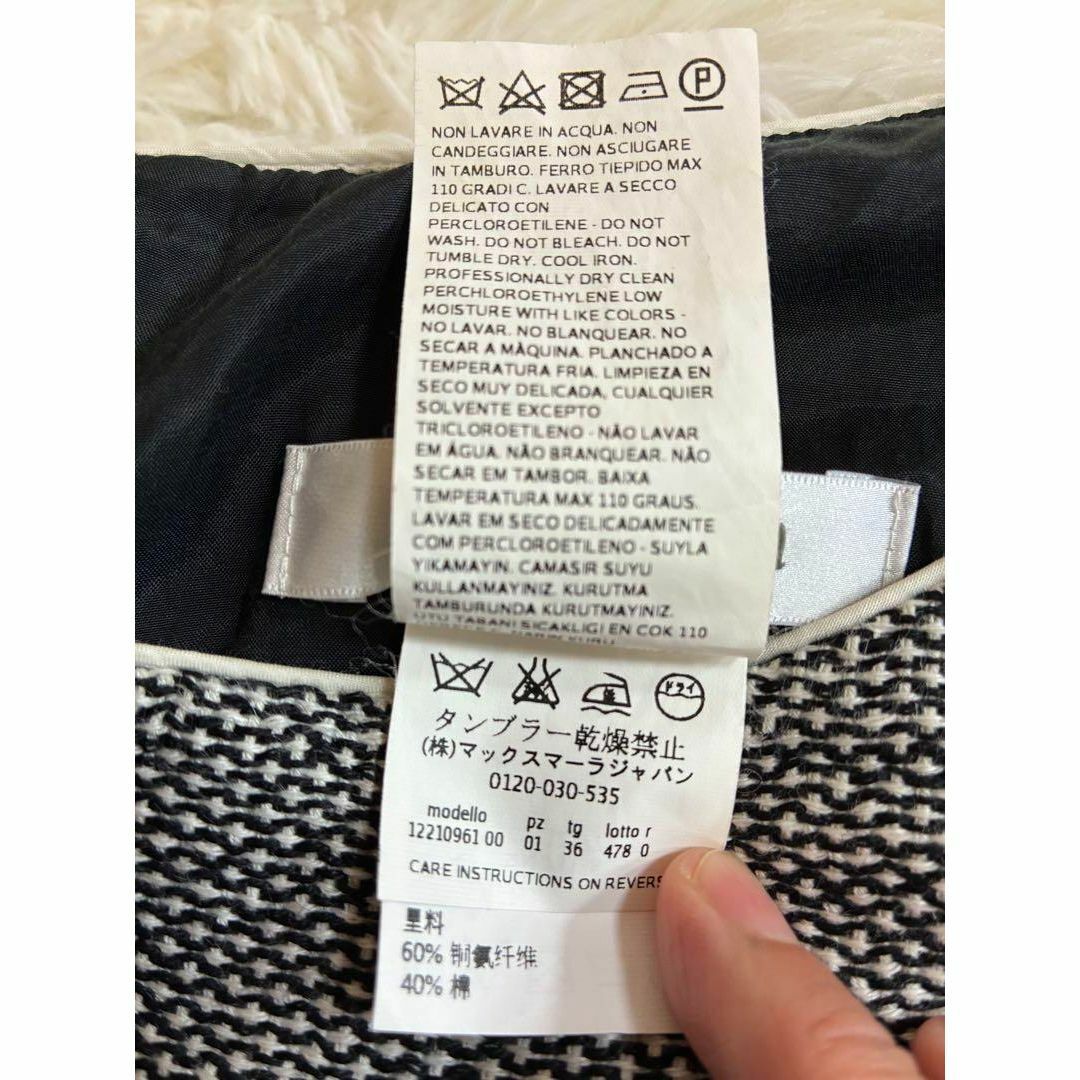 P
NON LAVARE IN ACQUA. NON
CANDEGGIARE. NON ASCIUGARE
IN TAMBURO. FERRO TIEPIDO MAX
110 GRADI C. LAVARE A SECCO
DELICATO CON
PERCLOROETILENE - DO NOT
WASH. DO NOT BLEACH. DO NOT
TUMBLE DRY. COOL IRON.
PROFESSIONALLY DRY CLEAN
PERCHLOROETHYLENE LOW
MOISTURE WITH LIKE COLORS -
NO LAVAR. NO BLANQUEAR. NO
SECAR A MÀQUINA. PLANCHADO A
TEMPERATURA FRIA. LIMPIEZA EN
SECO MUY DELICADA, CUALQUIER
SOLVENTE EXCEPTO
TRICLOROETILENO - NÃO LAVAR
EM ÁGUA. NÃO BRANQUEAR. NÃO
SECAR EM TAMBOR. BAIXA
TEMPERATURA MAX 110 GRAUS.
LAVAR EM SECO DELICADAMENTE
COM PERCLOROETILENO - SUYLA
YIKAMAYIN. CAMASIR SUYU
KULLANMAYINIZ. KURUTMA
TAMBURUNDA KURUTMAYINIZ.
UTU TABANI SICAKLIGI EN COK 110
KURU
ドライ
タンブラー乾燥禁止
(株)マックスマーラジャパン
0120-030-535
modello pz tg lotto r
12210961 00 01 36 478 0
CARE INSTRUCTIONS ON REVERS
里料
60% 铜氨纤维
40% 棉